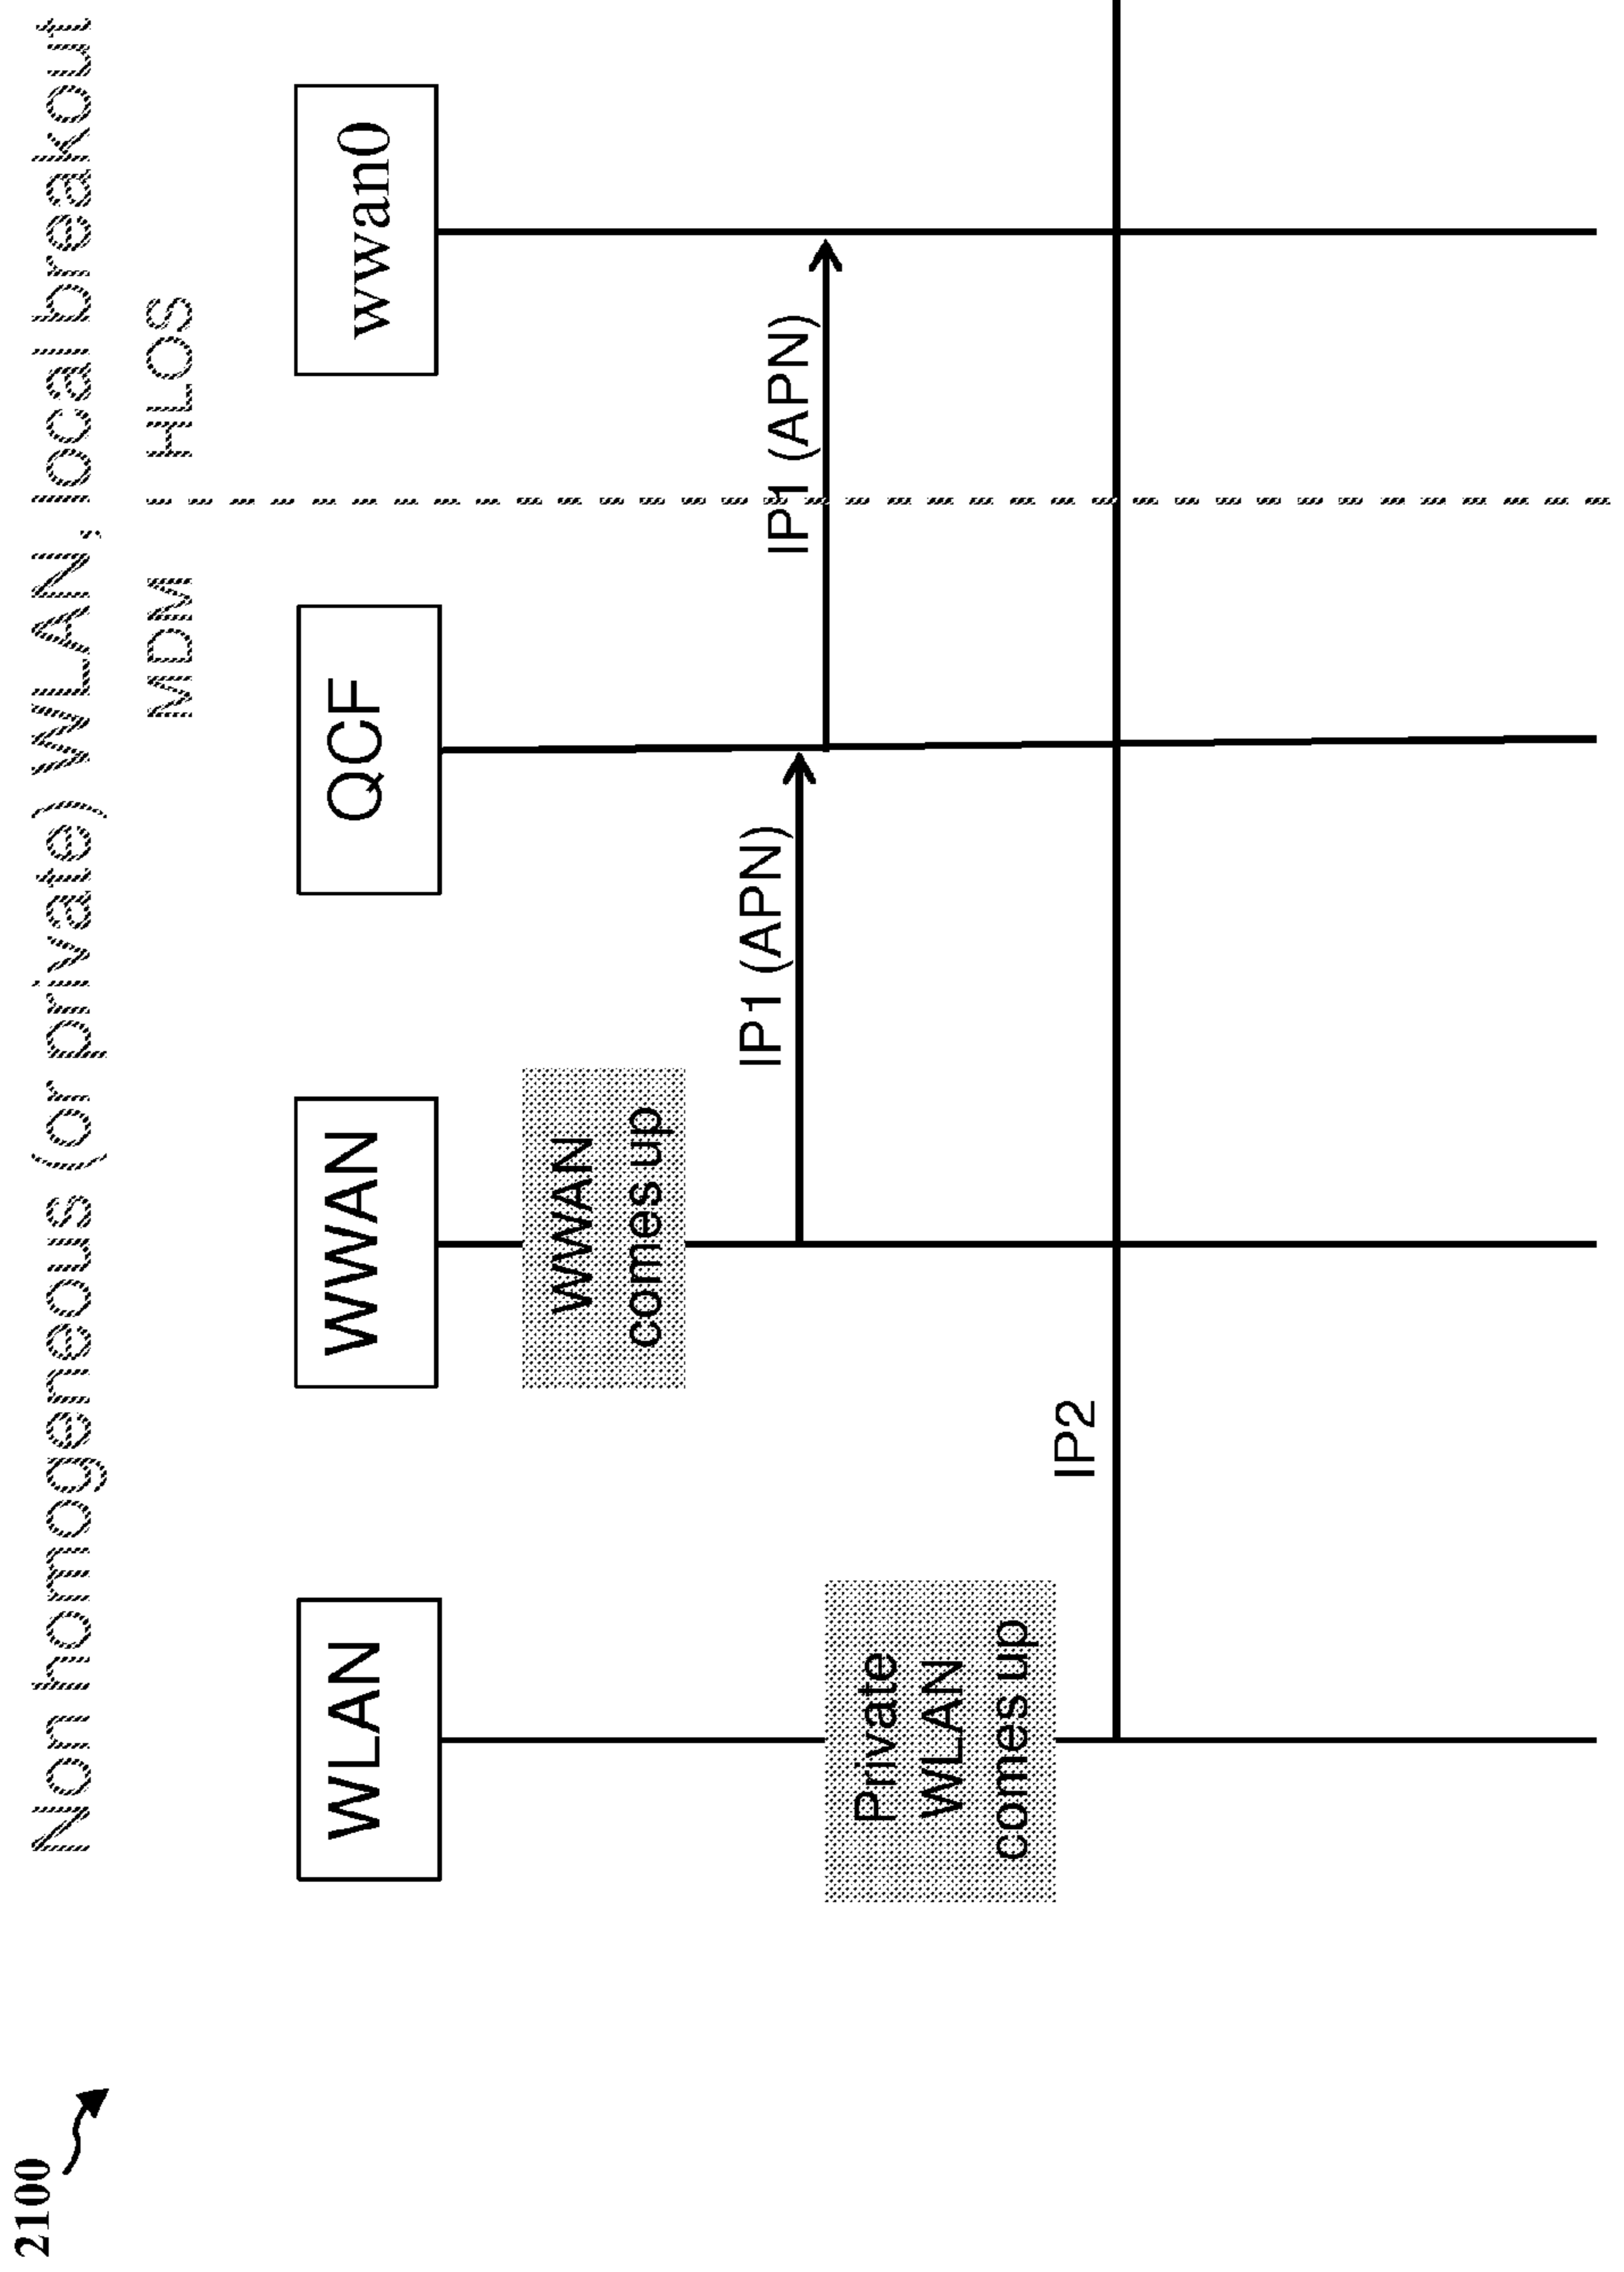 2100
Non homogeneous (or private) WLAN, local breakout
MDM
HLOS
WLAN
WWAN
QCF
wwan0
WWAN
comes up
IP1 (APN)
IP1 (APN)
Private
WLAN
comes up
IP2